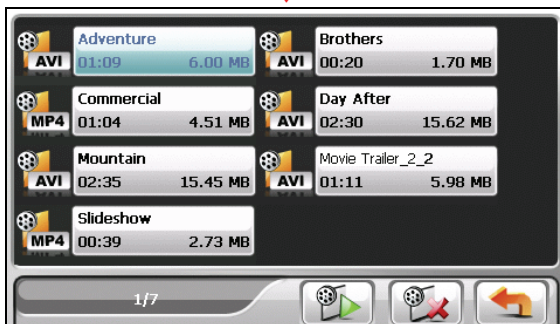 Adventure
AVI 01:09 6.00 MB
Brothers
AVI 00:20 1.70 MB
Commercial
MP4 01:04 4.51 MB
Day After
AVI 02:30 15.62 MB
Mountain
AVI 02:35 15.45 MB
Movie Trailer_2_2
AVI 01:11 5.98 MB
Slideshow
MP4 00:39 2.73 MB
1/7